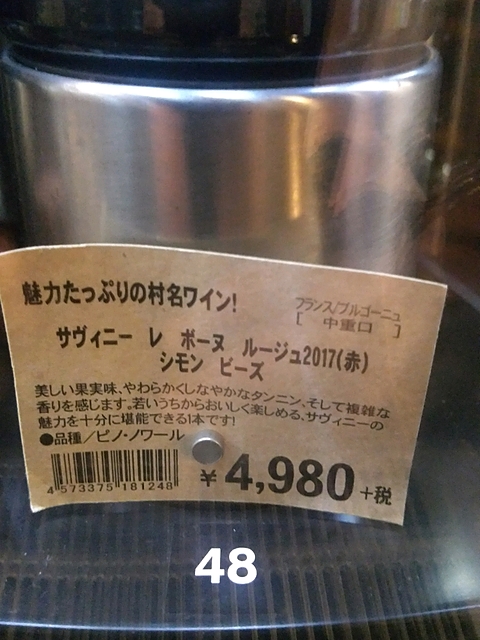 魅力たっぷりの村名ワイン!
フランス/ブルゴーニュ
[ 中重口 ]
サヴィニー レ ボーヌ ルージュ2017(赤)
シモン ビーズ
美しい果実味、やわらかくしなやかなタンニン、そして複雑な
香りを感じます。若いうちからおいしく楽しめる、サヴィニーの
魅力を十分に堪能できる1本です!
●品種/ピノ・ノワール
4 573375 181248
¥4,980+税
48